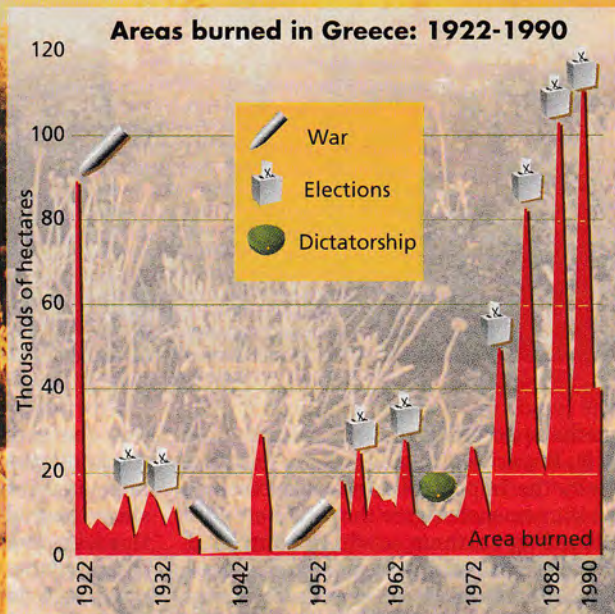 Areas burned in Greece: 1922-1990
120
100
80
60
40
20
0
Thousands of hectares
War
Elections
Dictatorship
Area burned
1922
1932
1942
1952
1962
1972
1982
1990